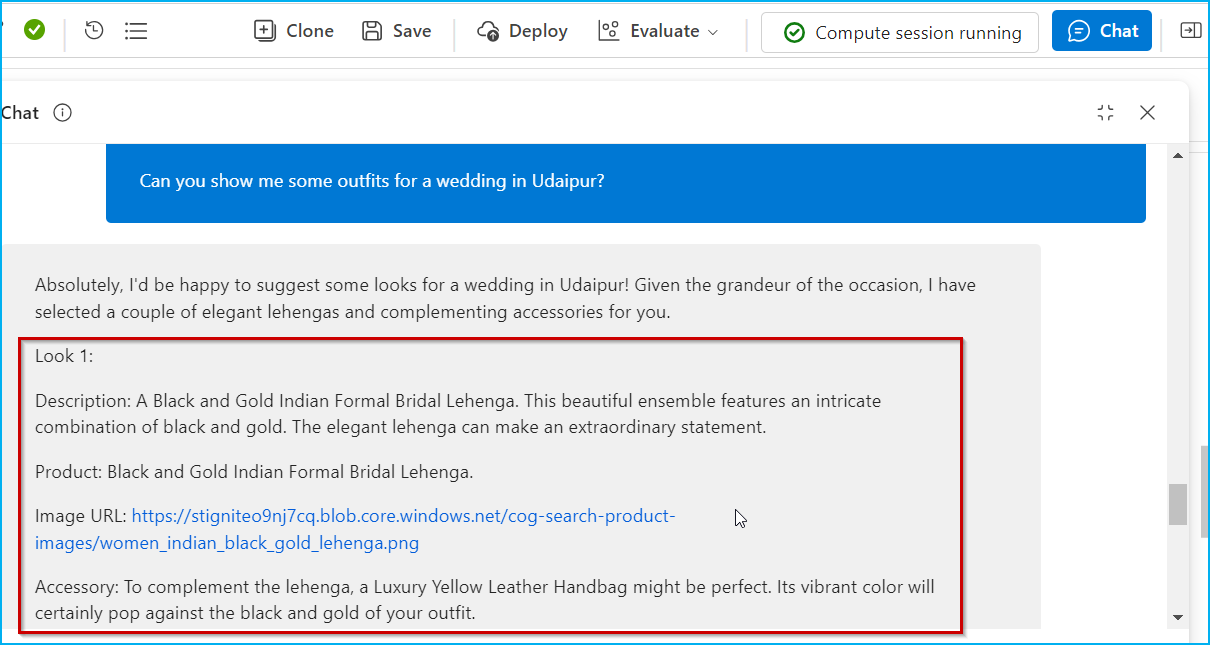 Clone Save Deploy Evaluate Compute session running Chat
Chat
Can you show me some outfits for a wedding in Udaipur?
Absolutely, I'd be happy to suggest some looks for a wedding in Udaipur! Given the grandeur of the occasion, I have
selected a couple of elegant lehengas and complementing accessories for you.
Look 1:
Description: A Black and Gold Indian Formal Bridal Lehenga. This beautiful ensemble features an intricate
combination of black and gold. The elegant lehenga can make an extraordinary statement.
Product: Black and Gold Indian Formal Bridal Lehenga.
Image URL: https://stigniteo9nj7cq.blob.core.windows.net/cog-search-product-
images/women_indian_black_gold_lehenga.png
Accessory: To complement the lehenga, a Luxury Yellow Leather Handbag might be perfect. Its vibrant color will
certainly pop against the black and gold of your outfit.